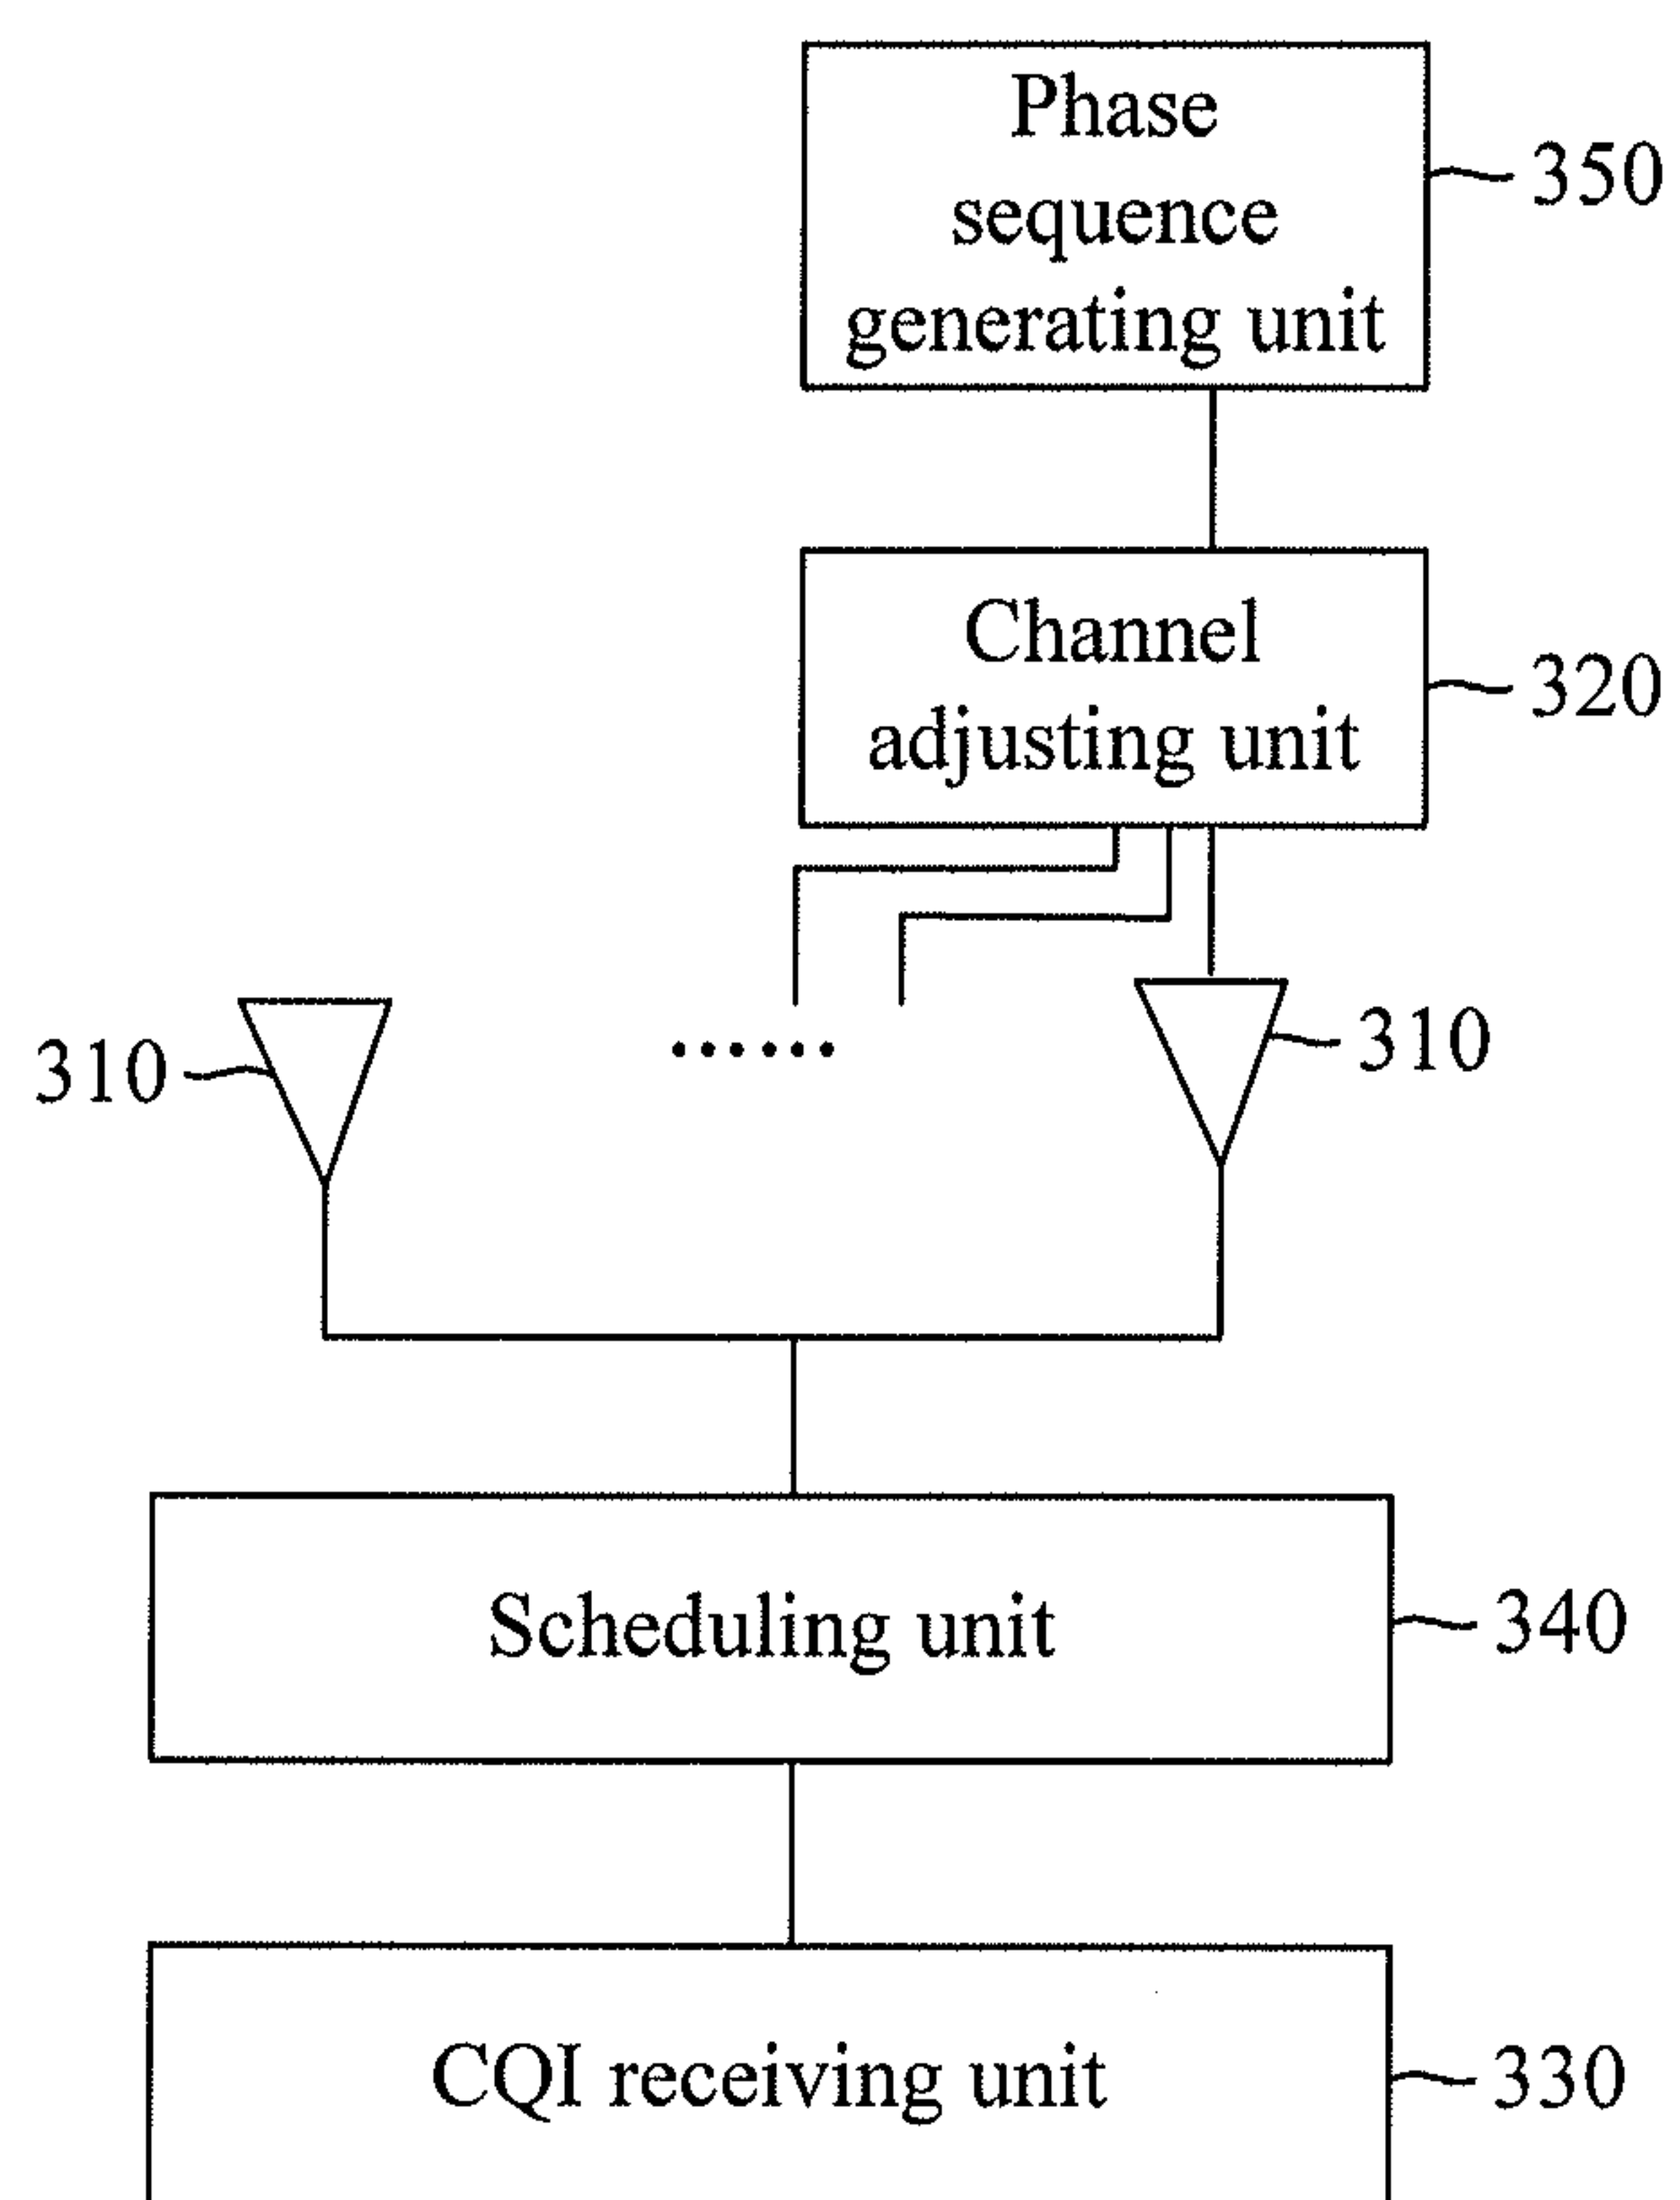 Phase
sequence
generating unit
350
Channel
adjusting unit
320
310
......
310
Scheduling unit
340
CQI receiving unit
330